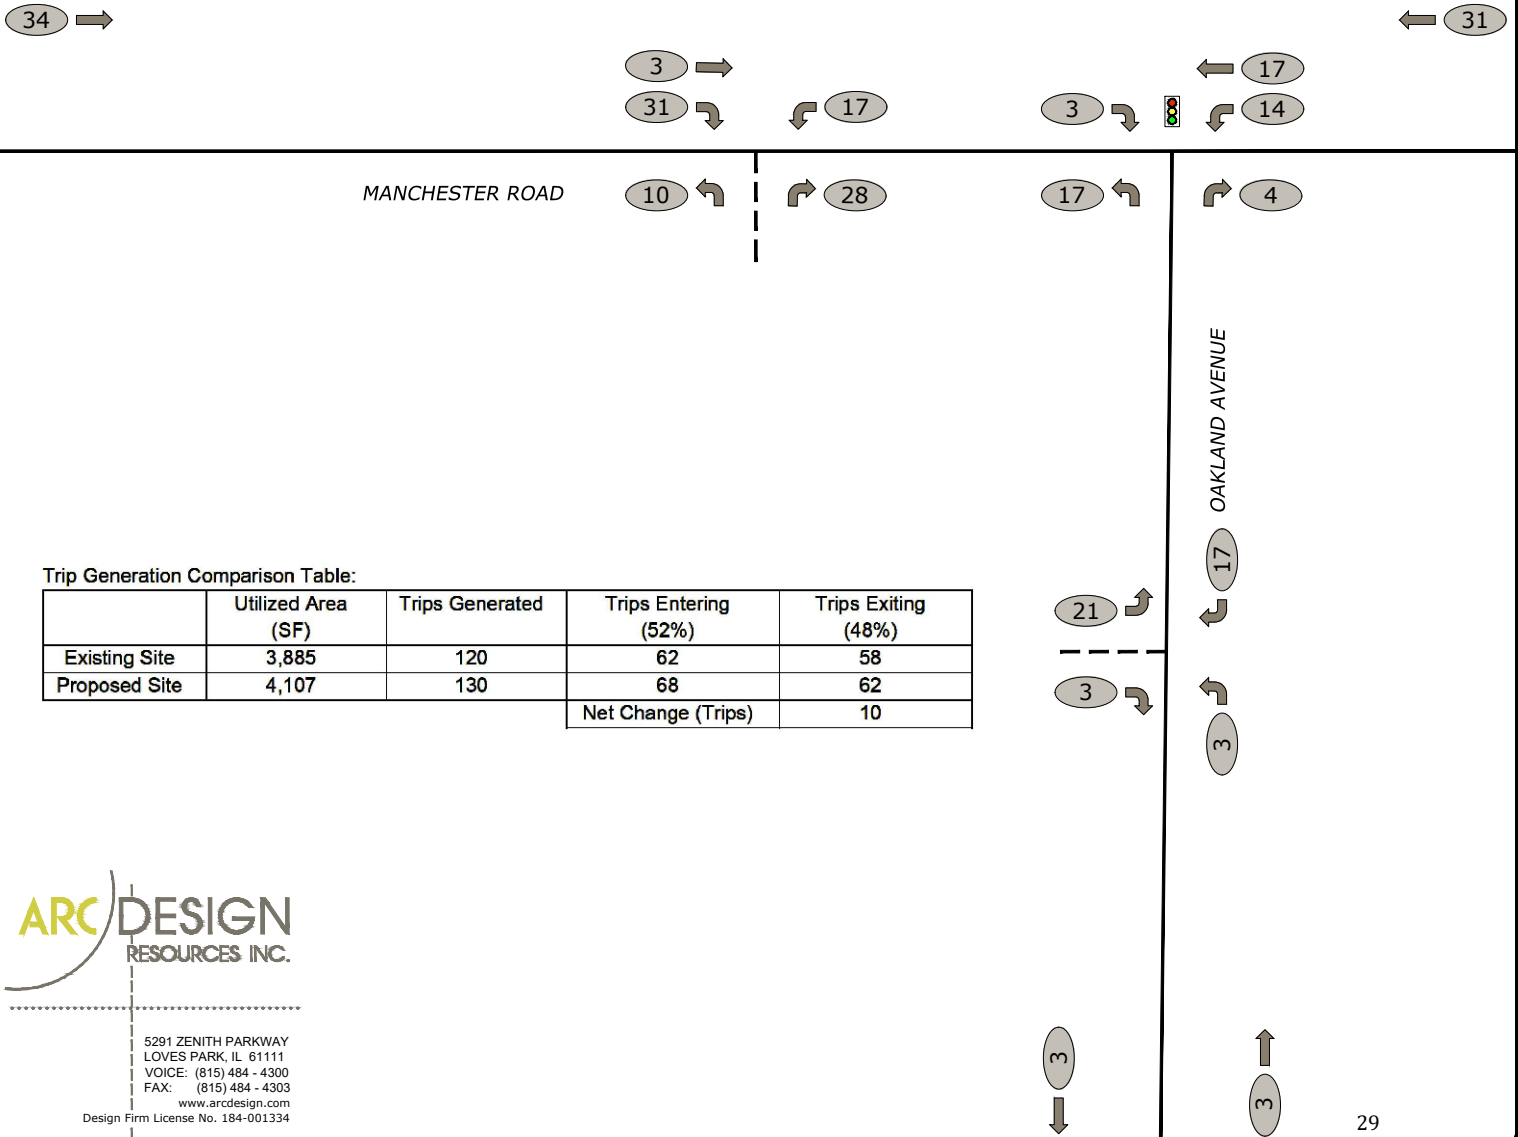 34
31
3
17
31
17
3
14
MANCHESTER ROAD
10
28
17
4
OAKLAND AVENUE
17
21
3
3
Trip Generation Comparison Table:
Utilized Area (SF) Trips Generated Trips Entering (52%) Trips Exiting (48%)
Existing Site 3,885 120 62 58
Proposed Site 4,107 130 68 62
Net Change (Trips) 10
ARC DESIGN
RESOURCES INC.
5291 ZENITH PARKWAY
LOVES PARK, IL 61111
VOICE: (815) 484 - 4300
FAX: (815) 484 - 4303
www.arcdesign.com
Design Firm License No. 184-001334
3
3
29